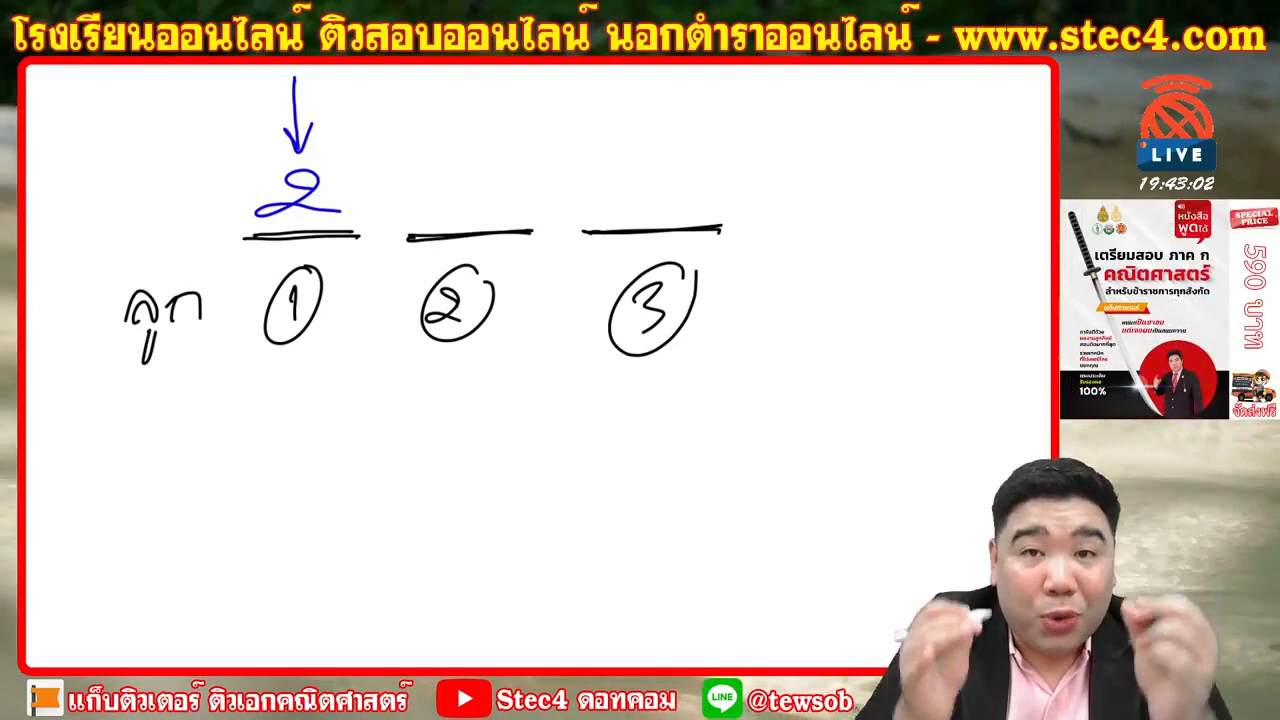 โรงเรียนออนไลน์ ติวสอบออนไลน์ นอกตำราออนไลน์ - www.stec4.com
2
ลูก 1 2 3
LIVE
19:43:02
หนังสือ
พูดได้
SPECIAL
PRICE
590 บาท
เตรียมสอบ ภาค ก
คณิตศาสตร์
สำหรับข้าราชการทุกสังกัด
100%
จัดส่งฟรี
แก๊บติวเตอร์ ติวเอกคณิตศาสตร์
Stec4 ดอทคอม
LINE
@tewsob